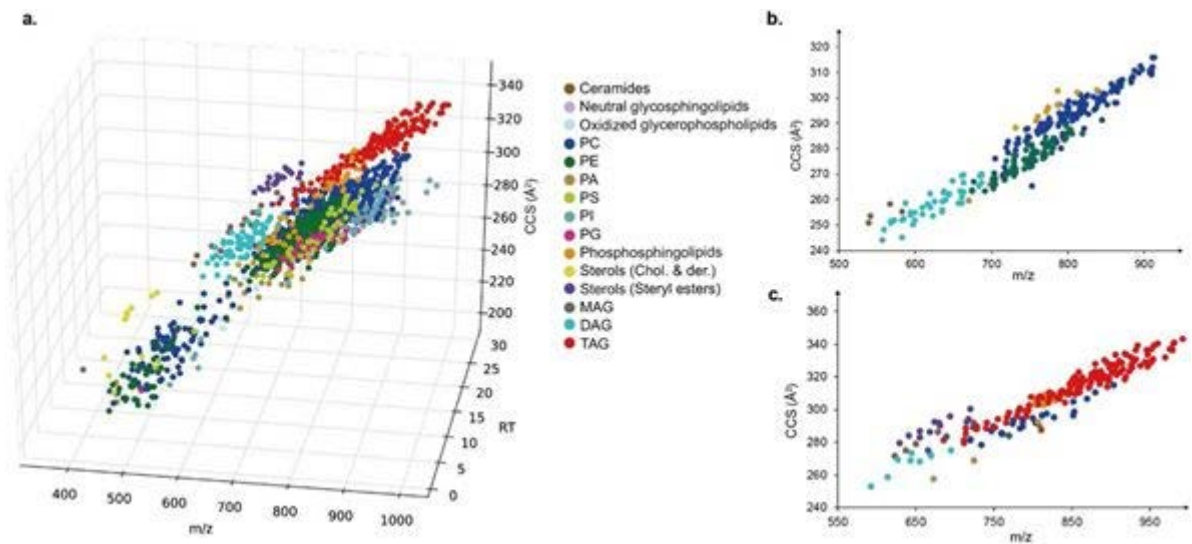 a.
340
320
300
280
260
240
220
200
CCS (Å²)
30
25
20
15
10
5
0
RT
400
500
600
700
800
900
1000
m/z
Ceramides
Neutral glycosphingolipids
Oxidized glycerophospholipids
PC
PE
PA
PS
PI
PG
Phosphosphingolipids
Sterols (Chol. & der.)
Sterols (Steryl esters)
MAG
DAG
TAG
b.
320
310
300
290
280
270
260
250
240
CCS (Å²)
500
600
700
800
900
m/z
c.
360
340
320
300
280
260
240
CCS (Å²)
550
650
750
850
950
m/z